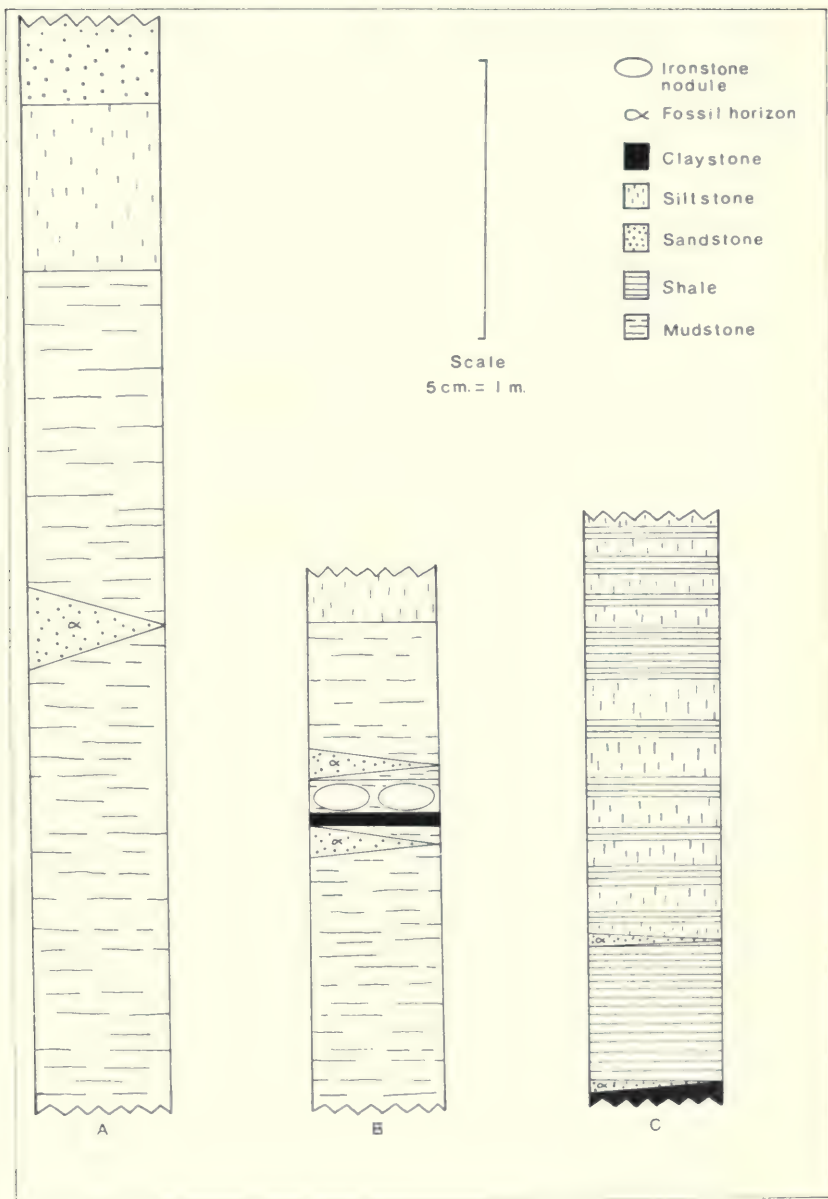 Ironstone
nodule
Fossil horizon
Claystone
Siltstone
Sandstone
Shale
Mudstone
Scale
5 cm. = 1 m.
A
B
C